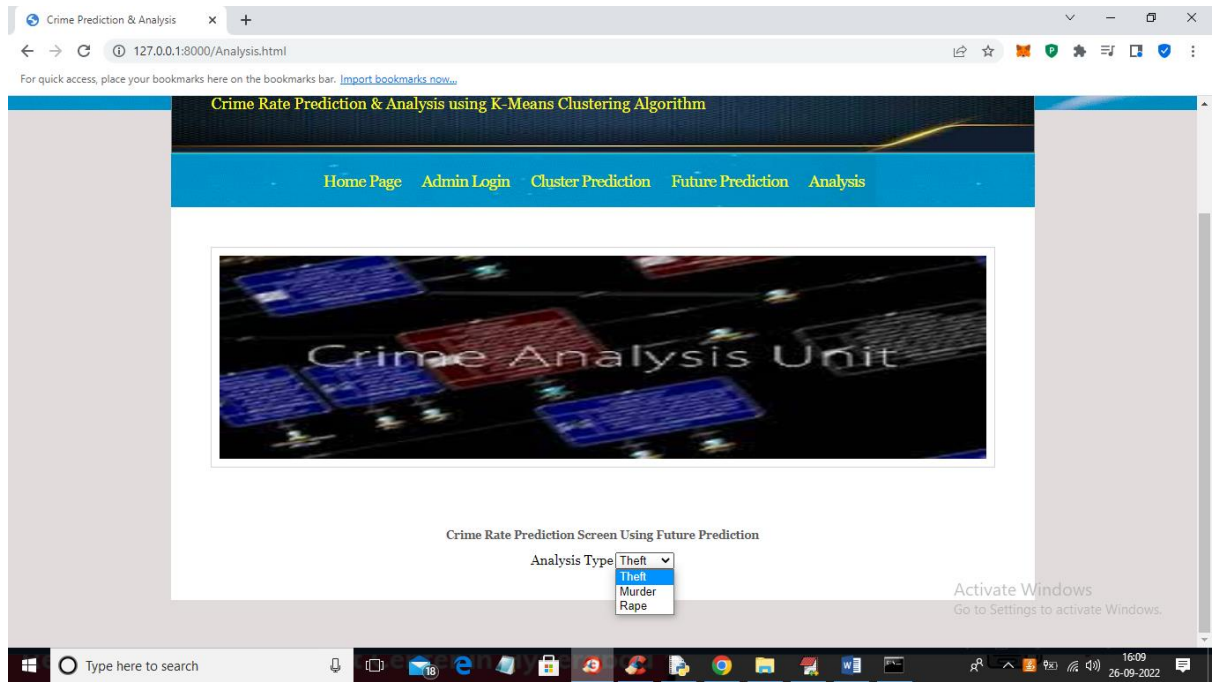 Crime Prediction & Analysis
127.0.0.1:8000/Analysis.html
For quick access, place your bookmarks here on the bookmarks bar. Import bookmarks now...
Crime Rate Prediction & Analysis using K-Means Clustering Algorithm
Home Page Admin Login Cluster Prediction Future Prediction Analysis
Crime Analysis Unit
Crime Rate Prediction Screen Using Future Prediction
Analysis Type Theft
Theft
Murder
Rape
Activate Windows
Go to Settings to activate Windows.
Type here to search
18
16:09
26-09-2022